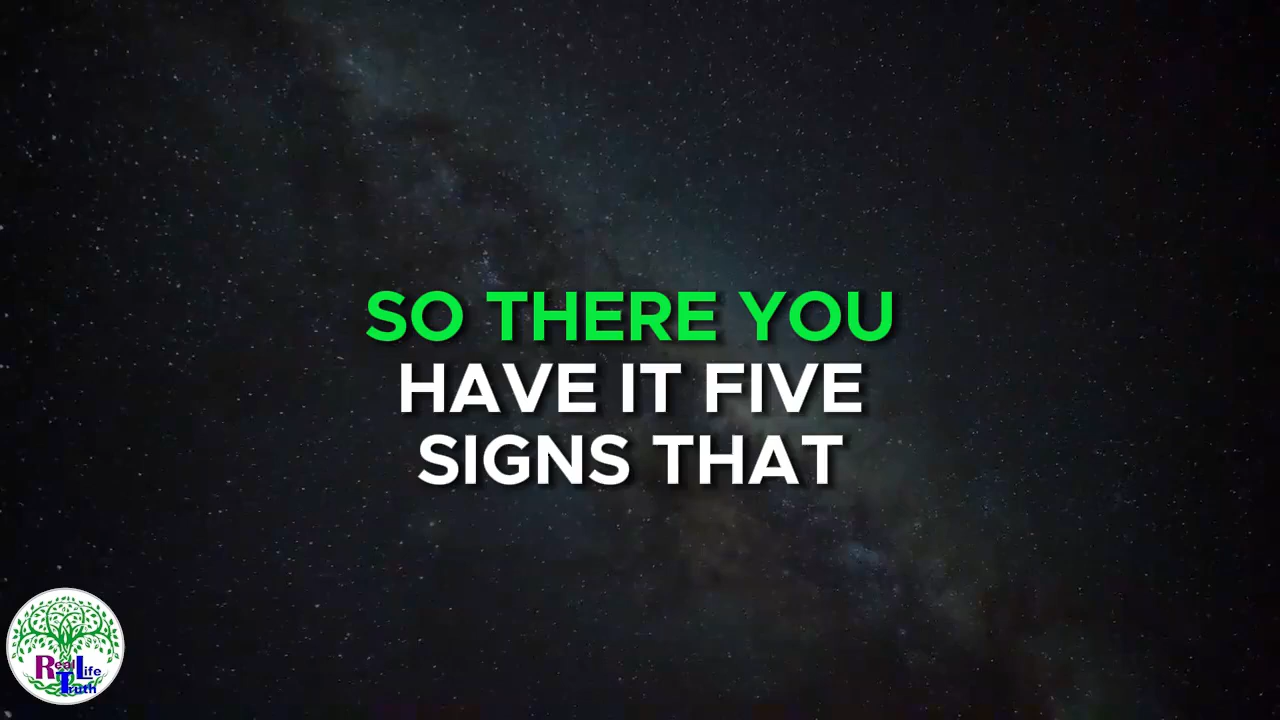 SO THERE YOU
HAVE IT FIVE
SIGNS THAT
Real Life
Truth